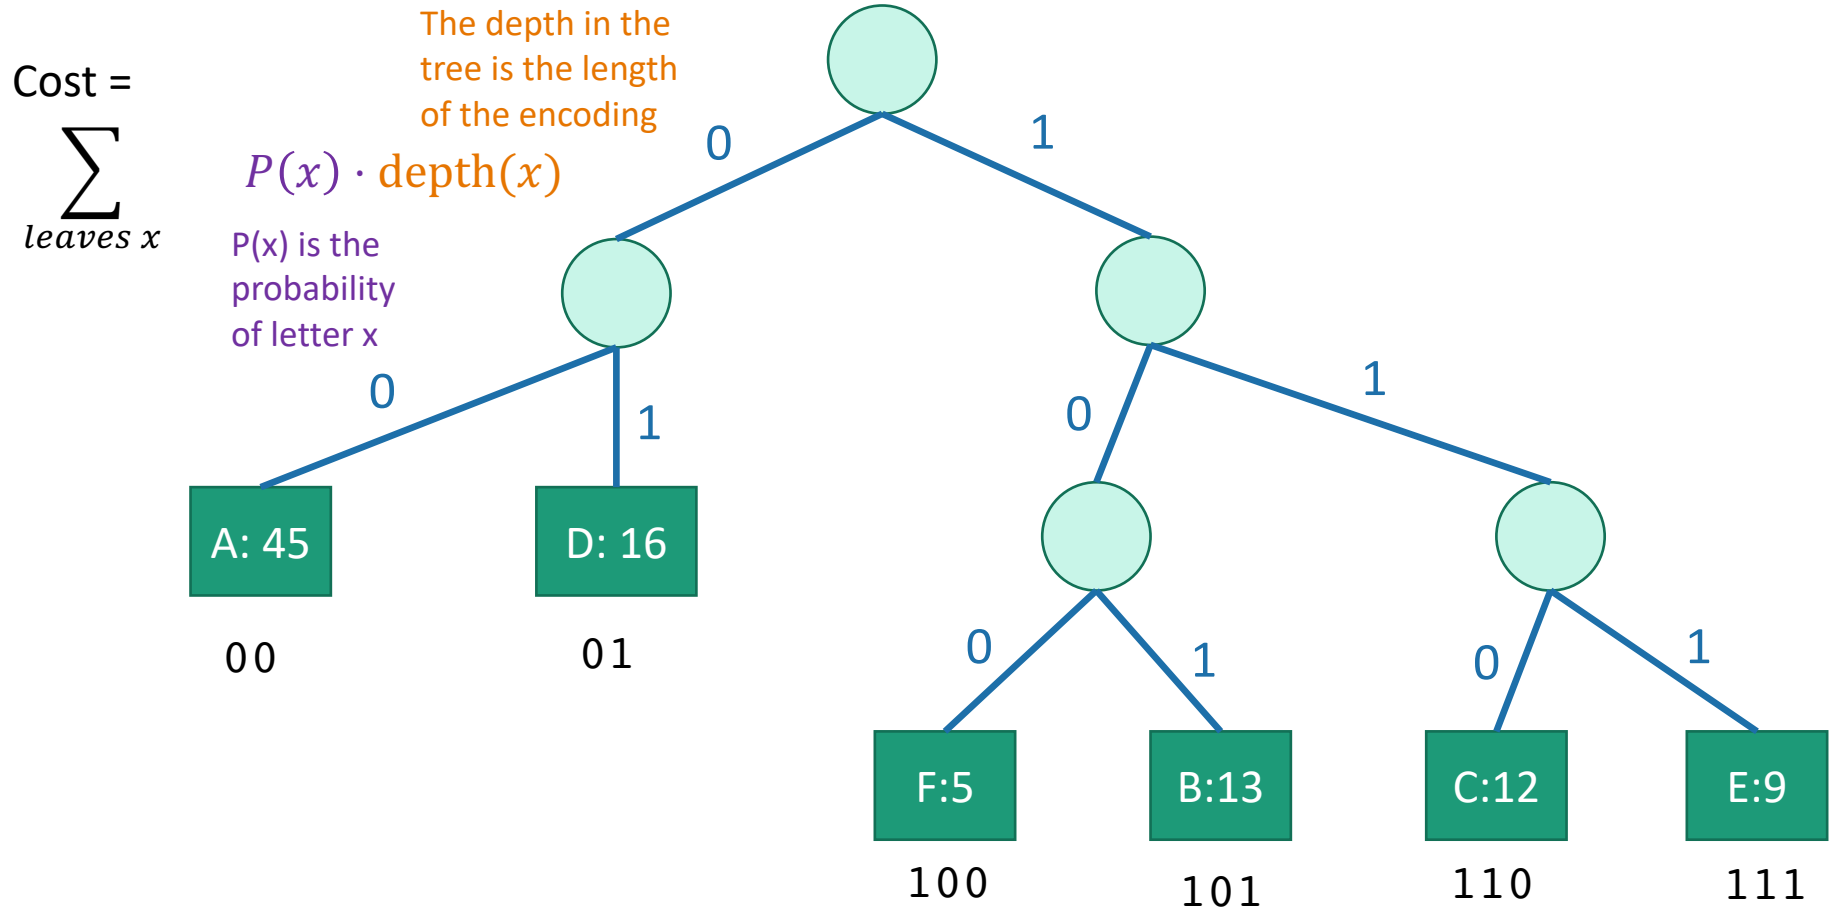 The depth in the
tree is the length
of the encoding
Cost =
∑
leaves x
P(x) · depth(x)
P(x) is the
probability
of letter x
0
1
0
1
0
1
A: 45
D: 16
00
01
0
1
0
1
F:5
B:13
C:12
E:9
100
101
110
111